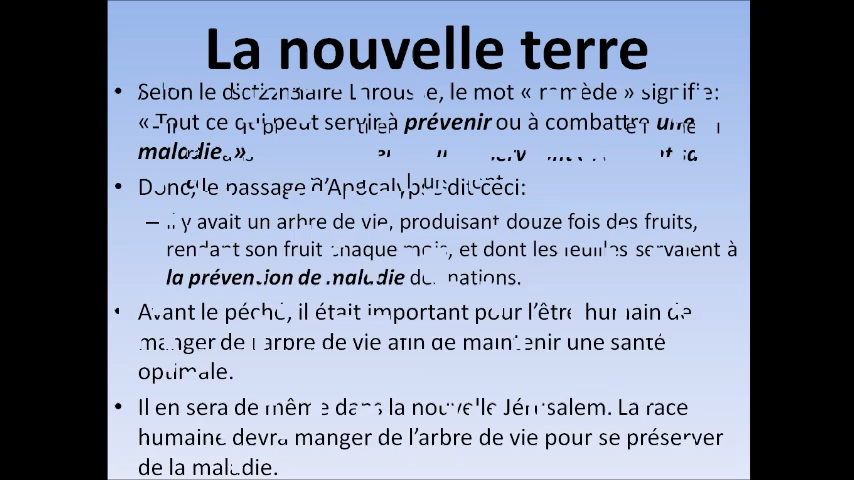 La nouvelle terre
• Selon le dictionnaire Larousse, le mot « remède » signifie:
« Tout ce qui peut servir à prévenir ou à combattre une
maladie. »
• Donc, le passage d'Apocalypse dit ceci:
– Il y avait un arbre de vie, produisant douze fois des fruits,
rendant son fruit chaque mois, et dont les feuilles servaient à
la prévention de maladie des nations.
• Avant le péché, il était important pour l'être humain de
manger de l'arbre de vie afin de maintenir une santé
optimale.
• Il en sera de même dans la nouvelle Jérusalem. La race
humaine devra manger de l'arbre de vie pour se préserver
de la maladie.